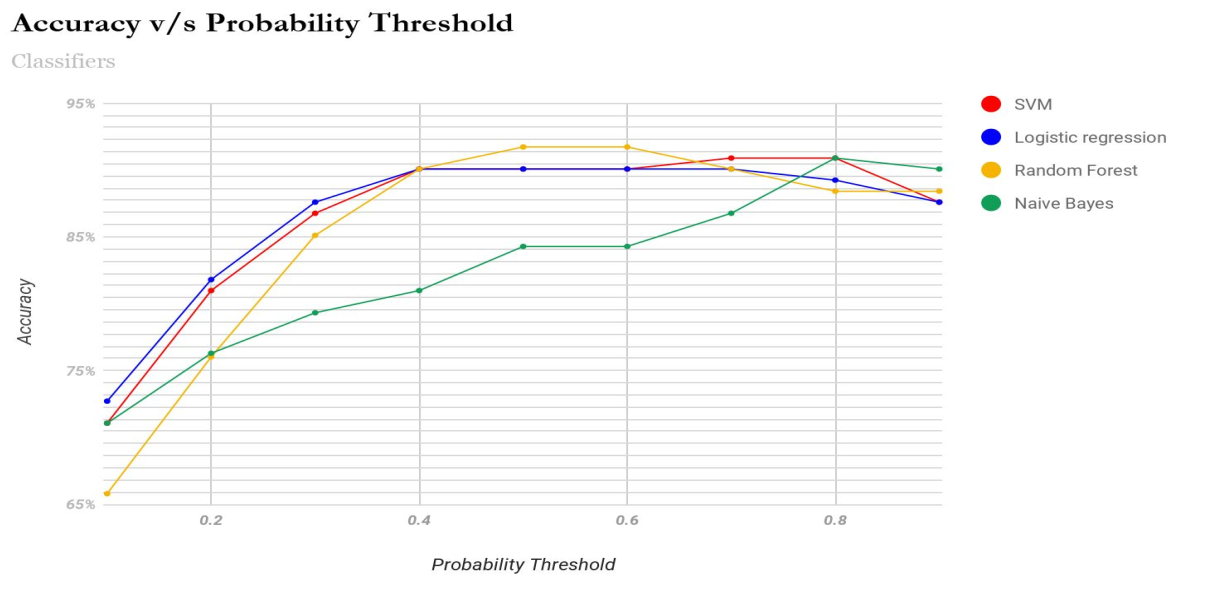 Accuracy v/s Probability Threshold
Classifiers
95%
85%
75%
65%
Accuracy
0.2
0.4
0.6
0.8
Probability Threshold
SVM
Logistic regression
Random Forest
Naive Bayes